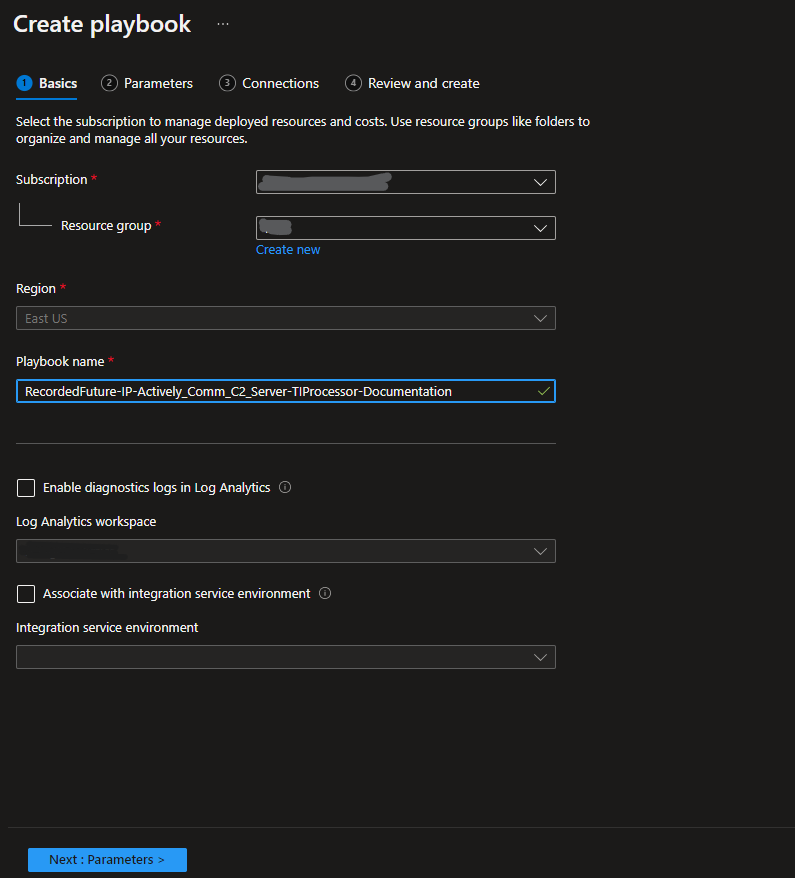 Create playbook ...
1 Basics 2 Parameters 3 Connections 4 Review and create
Select the subscription to manage deployed resources and costs. Use resource groups like folders to
organize and manage all your resources.
Subscription *
Resource group *
Create new
Region *
East US
Playbook name *
RecordedFuture-IP-Actively_Comm_C2_Server-TIProcessor-Documentation
Enable diagnostics logs in Log Analytics
Log Analytics workspace
Associate with integration service environment
Integration service environment
Next : Parameters >